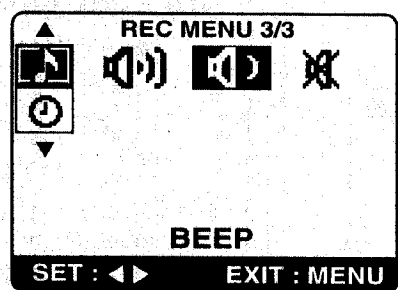 REC MENU 3/3
BEEP
SET : ◀ ▶ EXIT : MENU